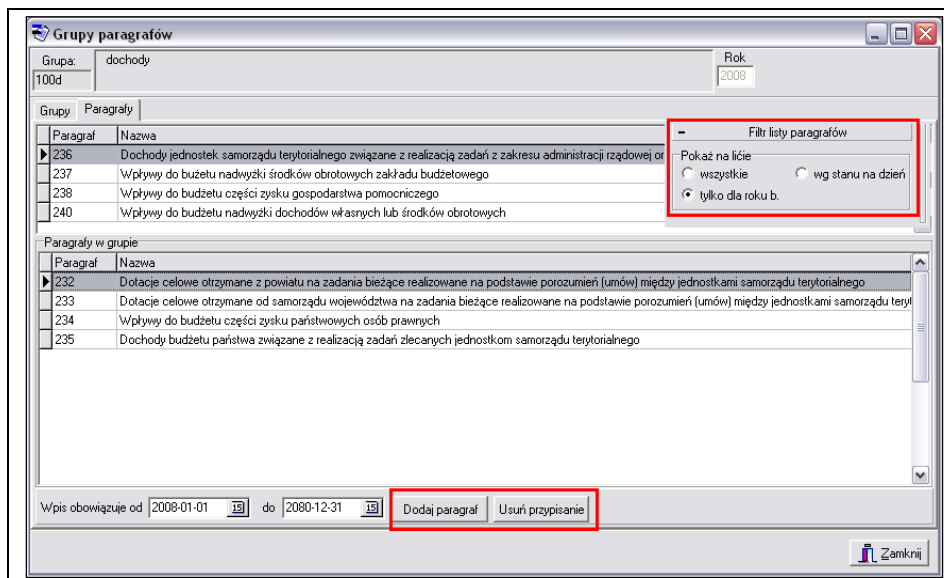 Grupy paragrafów
Grupa: dochody Rok
100d 2008
Grupy Paragrafy
Paragraf Nazwa
236 Dochody jednostek samorządu terytorialnego związane z realizacją zadań z zakresu administracji rządowej or
237 Wpływy do bużetu nadwyżki środków obrotowych zakładu budżetowego
238 Wpływy do budżetu części zysku gospodarstwa pomocniczego
240 Wpływy do budżetu nadwyżki dochodów własnych lub środków obrotowych
- Filtr listy paragrafów
Pokaż na liście
wszystkie wg stanu na dzień
tylko dla roku b.
Paragrafy w grupie
Paragraf Nazwa
232 Dotacje celowe otrzymane z powiatu na zadania bieżące realizowane na podstawie porozumień (umów) między jednostkami samorządu terytorialnego
233 Dotacje celowe otrzymane od samorządu województwa na zadania bieżące realizowane na podstawie porozumień (umów) między jednostkami samorządu teryt
234 Wpływy do budżetu części zysku państwowych osób prawnych
235 Dochody budżetu państwa związane z realizacją zadań zlecanych jednostkom samorządu terytorialnego
Wpis obowiązuje od 2008-01-01 15 do 2080-12-31 15 Dodaj paragraf Usuń przypisanie
Zamknij